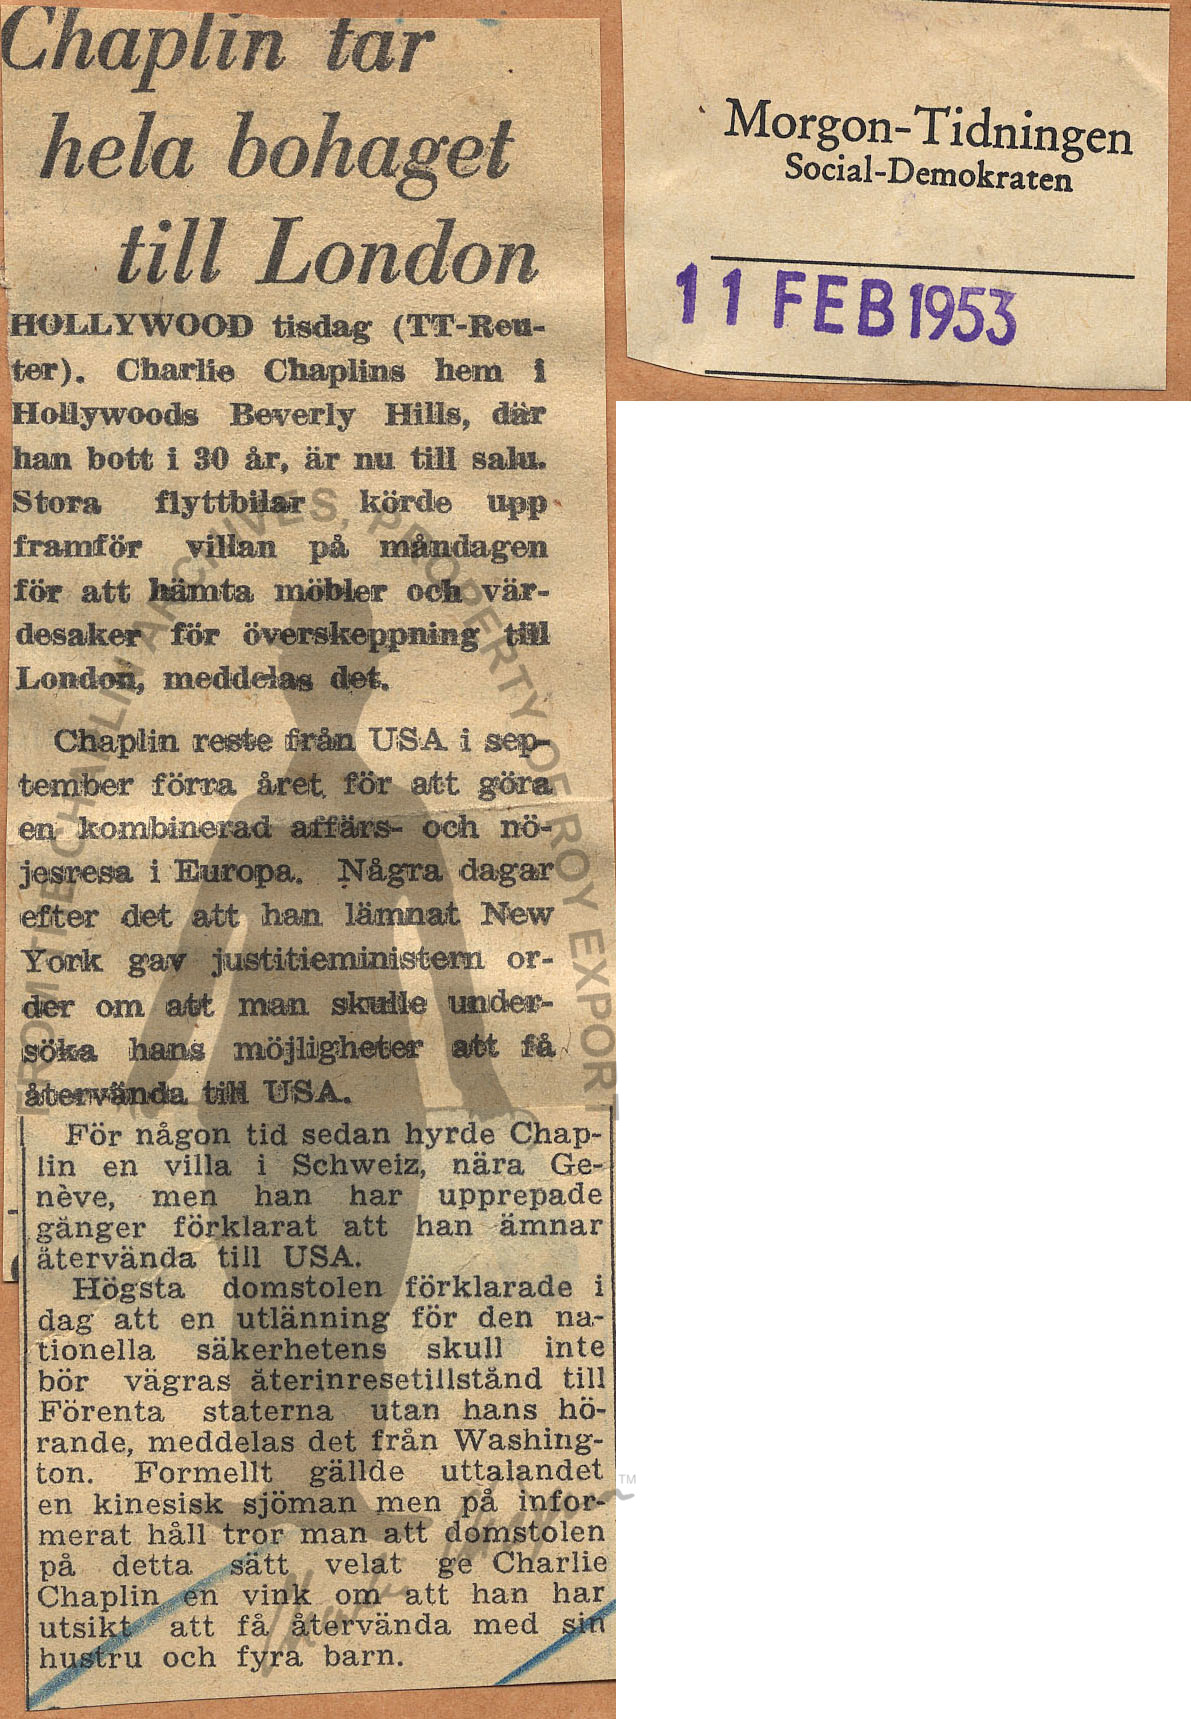 Chaplin tar
hela bohaget
till London
HOLLYWOOD tisdag (TT-Reu-
ter). Charlie Chaplins hem i
Hollywoods Beverly Hills, där
han bott i 30 år, är nu till salu.
Stora flyttbilar körde upp
framför villan på måndagen
för att hämta möbler och vär-
desaker för överskeppning till
London, meddelas det.
Chaplin reste från USA i sep-
tember förra året för att göra
en kombinerad affärs- och nö-
jesresa i Europa. Några dagar
efter det att han lämnat New
York gav justitieministern or-
der om att man skulle under-
söka hans möjligheter att få
återvända till USA.
För någon tid sedan hyrde Chap-
lin en villa i Schweiz, nära Ge-
nève, men han har upprepade
gånger förklarat att han ämnar
återvända till USA.
Högsta domstolen förklarade i
dag att en utlänning för den na-
tionella säkerhetens skull inte
bör vägras återinresetillstånd till
Förenta staterna utan hans hö-
rande, meddelas det från Washing-
ton. Formellt gällde uttalandet
en kinesisk sjöman men på infor-
merat håll tror man att domstolen
på detta sätt velat ge Charlie
Chaplin en vink om att han har
utsikt att få återvända med sin
hustru och fyra barn.
Morgon-Tidningen
Social-Demokraten
11 FEB 1953
FROM THE CHAPLIN ARCHIVES, PROPERTY OF ROY EXPORT
Charlie Chaplin
TM